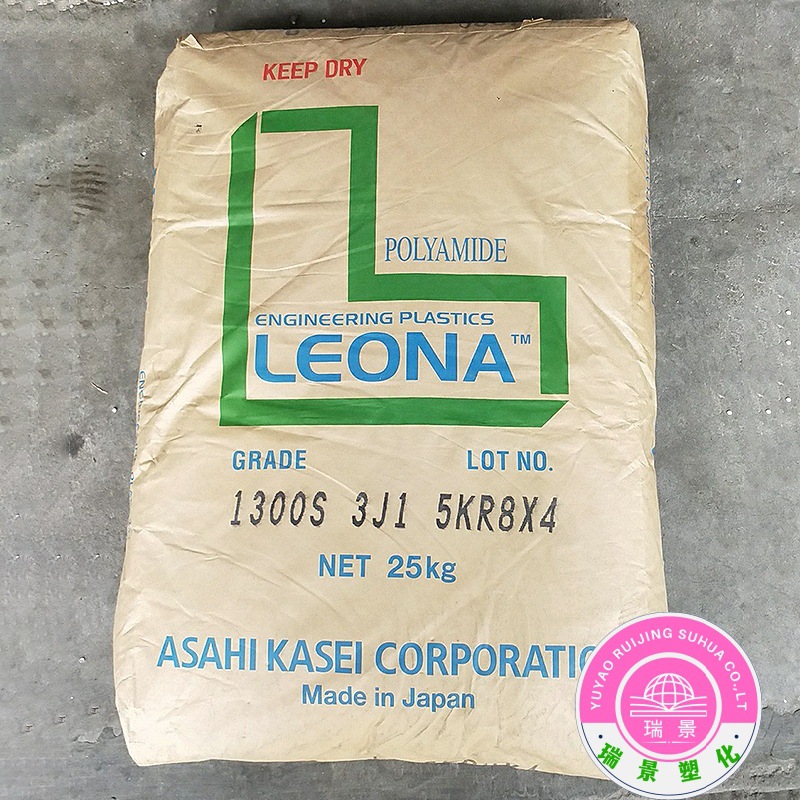 KEEP DRY
POLYAMIDE
ENGINEERING PLASTICS
LEONA™
GRADE LOT NO.
1300S 3J1 5KR8X4
NET 25kg
ASAHI KASEI CORPORATIO
Made in Japan
YUYAO RUIJING SUHUA CO.,LT
瑞景
·瑞景塑化·